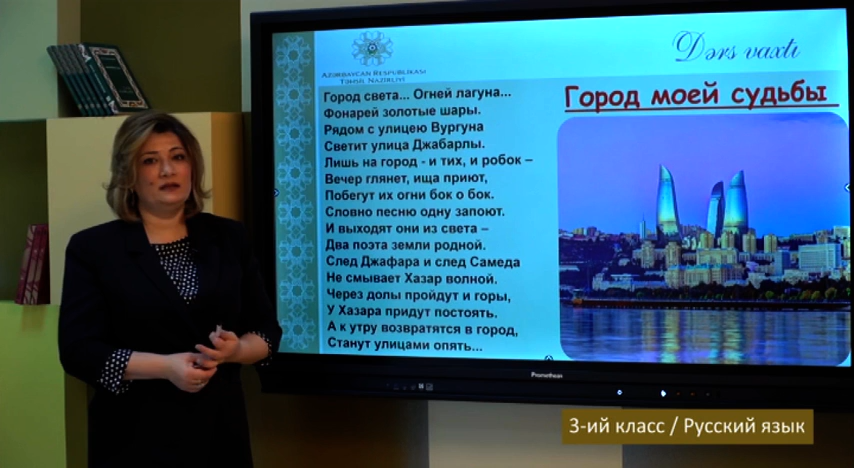 Dərs vaxtı
AZƏRBAYCAN RESPUBLİKASI
TƏHSİL NAZİRLİYİ
Город моей судьбы
Город света... Огней лагуна...
Фонарей золотые шары.
Рядом с улицею Вургуна
Светит улица Джабарлы.
Лишь на город - и тих, и робок –
Вечер глянет, ища приют,
Побегут их огни бок о бок.
Словно песню одну запоют.
И выходят они из света –
Два поэта земли родной.
След Джафара и след Самеда
Не смывает Хазар волной.
Через долы пройдут и горы,
У Хазара придут постоять.
А к утру возвратятся в город,
Станут улицами опять...
Promethean
3-ий класс / Русский язык